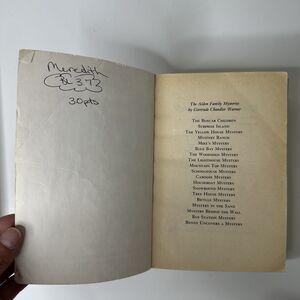 Meredith
30pts
The Alden Family Mysteries
by Gertrude Chandler Warner
The Boxcar Children
Surprise Island
The Yellow House Mystery
Mystery Ranch
Mike's Mystery
Blue Bay Mystery
The Woodshed Mystery
The Lighthouse Mystery
Mountain Top Mystery
Schoolhouse Mystery
Caboose Mystery
Houseboat Mystery
Snowbound Mystery
Tree House Mystery
Bicycle Mystery
Mystery in the Sand
Mystery Behind the Wall
Bus Station Mystery
Benny Uncovers a Mystery